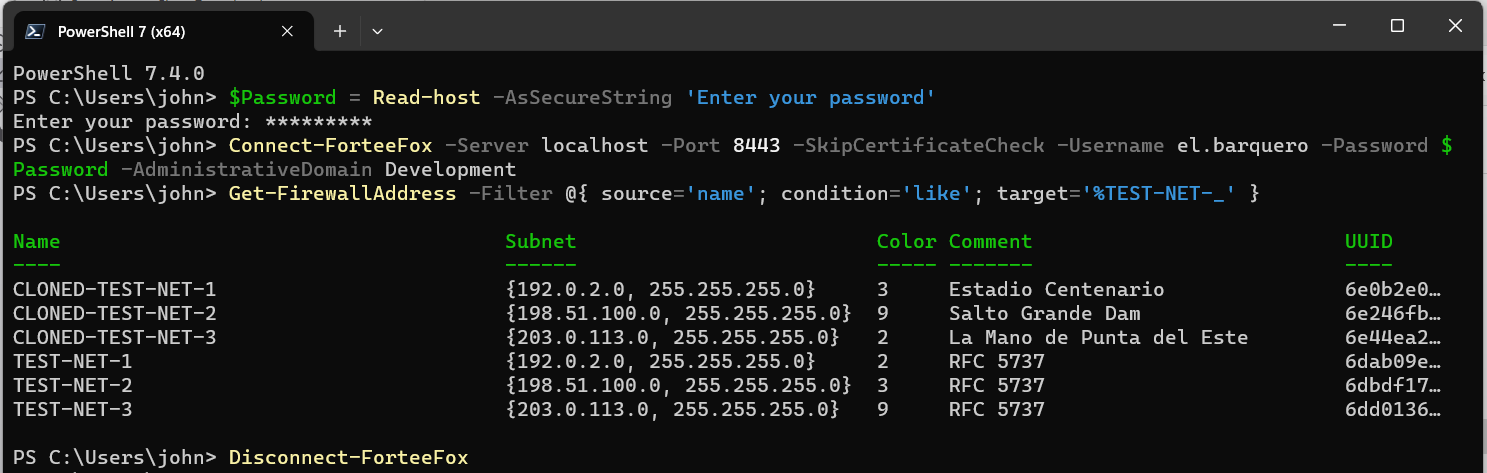 PowerShell 7 (x64)
PowerShell 7.4.0
PS C:\Users\john> $Password = Read-host -AsSecureString 'Enter your password'
Enter your password: *********
PS C:\Users\john> Connect-ForteeFox -Server localhost -Port 8443 -SkipCertificateCheck -Username el.barquero -Password $
Password -AdministrativeDomain Development
PS C:\Users\john> Get-FirewallAddress -Filter @{ source='name'; condition='like'; target='%TEST-NET-_' }
Name Subnet Color Comment UUID
---- ------ ----- ------- ----
CLONED-TEST-NET-1 {192.0.2.0, 255.255.255.0} 3 Estadio Centenario 6e0b2e0…
CLONED-TEST-NET-2 {198.51.100.0, 255.255.255.0} 9 Salto Grande Dam 6e246fb…
CLONED-TEST-NET-3 {203.0.113.0, 255.255.255.0} 2 La Mano de Punta del Este 6e44ea2…
TEST-NET-1 {192.0.2.0, 255.255.255.0} 2 RFC 5737 6dab09e…
TEST-NET-2 {198.51.100.0, 255.255.255.0} 3 RFC 5737 6dbdf17…
TEST-NET-3 {203.0.113.0, 255.255.255.0} 9 RFC 5737 6dd0136…
PS C:\Users\john> Disconnect-ForteeFox